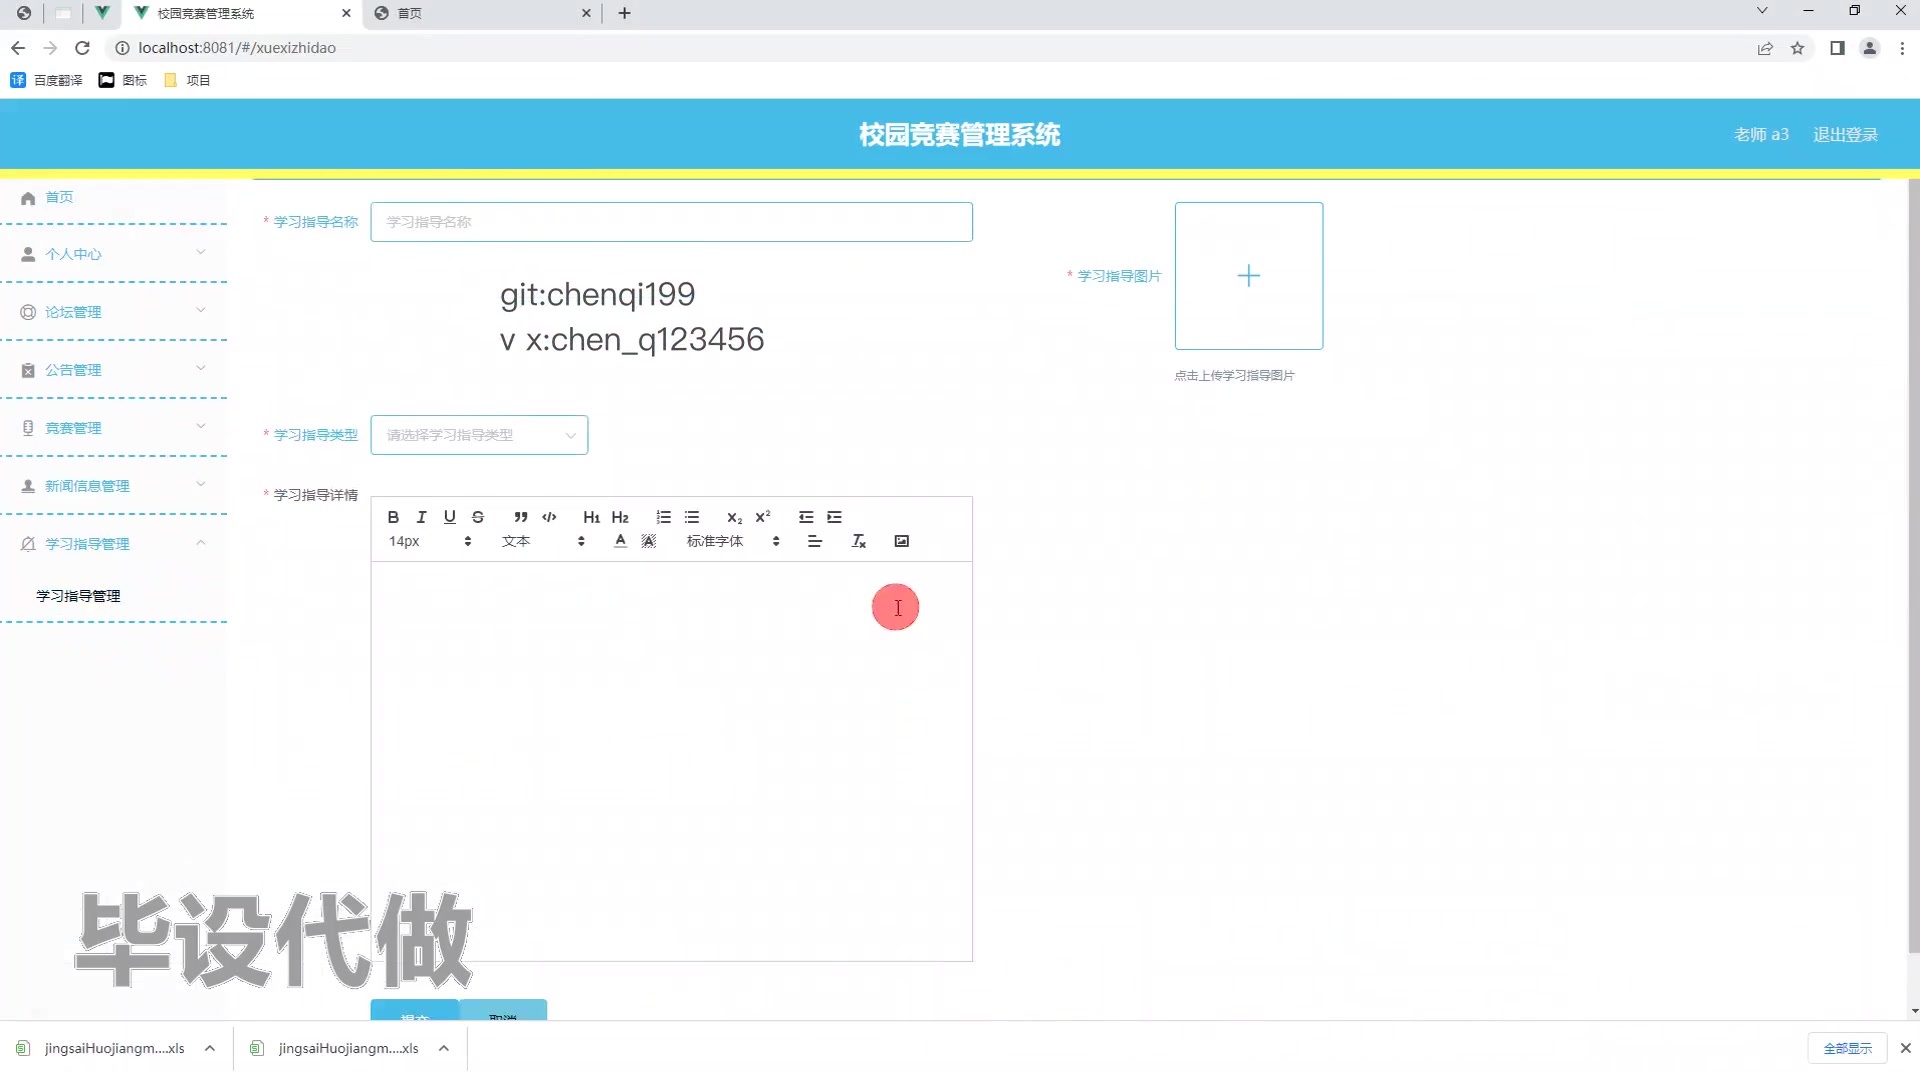 校园竞赛管理系统
首页
localhost:8081/#/xuexizhidao
百度翻译
图标
项目
校园竞赛管理系统
老师 a3
退出登录
首页
个人中心
论坛管理
公告管理
竞赛管理
新闻信息管理
学习指导管理
学习指导管理
* 学习指导名称
学习指导名称
git:chenqi199
v x:chen_q123456
* 学习指导图片
点击上传学习指导图片
* 学习指导类型
请选择学习指导类型
* 学习指导详情
B I U S H1 H2 X2 X2
14px 文本 标准字体
毕设代做
提交
取消
jingsaiHuojiangm....xls
jingsaiHuojiangm....xls
全部显示